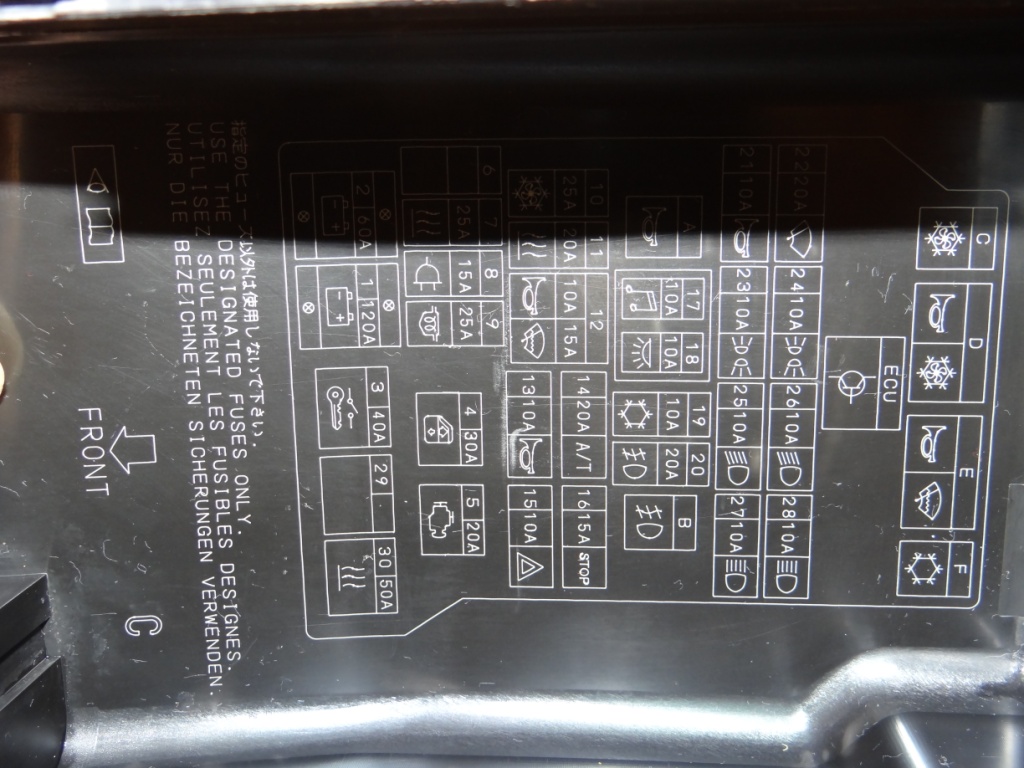 C D E F
ECU
22 20A 24 10A 26 10A 28 10A
21 10A 23 10A 25 10A 27 10A
A 17 18 19 20 B
10A 10A 10A 20A
10 11 12 14 20A A/T 16 15A STOP
25A 20A 10A 15A 13 10A 15 10A
6 7 8 9 4 30A 5 20A
25A 15A 25A
2 60A 1 120A 3 40A 29 30 50A
指定のヒューズ以外は使用しないで下さい。
USE THE DESIGNATED FUSES ONLY.
UTILISEZ SEULEMENT LES FUSIBLES DESIGNES.
NUR DIE BEZEICHNETEN SICHERUNGEN VERWENDEN.
FRONT
C